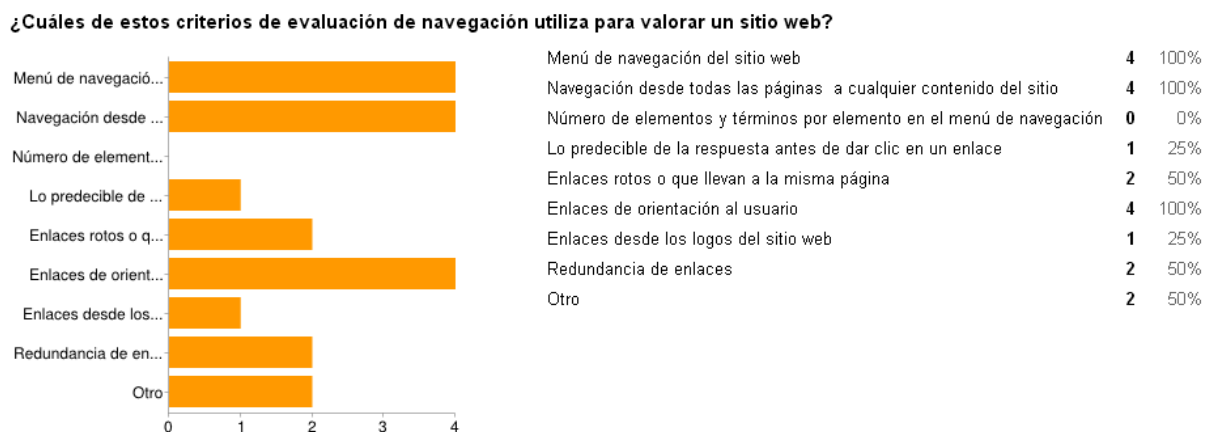 ¿Cuáles de estos criterios de evaluación de navegación utiliza para valorar un sitio web?
Menú de navegació...
Navegación desde ...
Número de element...
Lo predecible de ...
Enlaces rotos o q...
Enlaces de orient...
Enlaces desde los...
Redundancia de en...
Otro
0 1 2 3 4
Menú de navegación del sitio web 4 100%
Navegación desde todas las páginas a cualquier contenido del sitio 4 100%
Número de elementos y términos por elemento en el menú de navegación 0 0%
Lo predecible de la respuesta antes de dar clic en un enlace 1 25%
Enlaces rotos o que llevan a la misma página 2 50%
Enlaces de orientación al usuario 4 100%
Enlaces desde los logos del sitio web 1 25%
Redundancia de enlaces 2 50%
Otro 2 50%